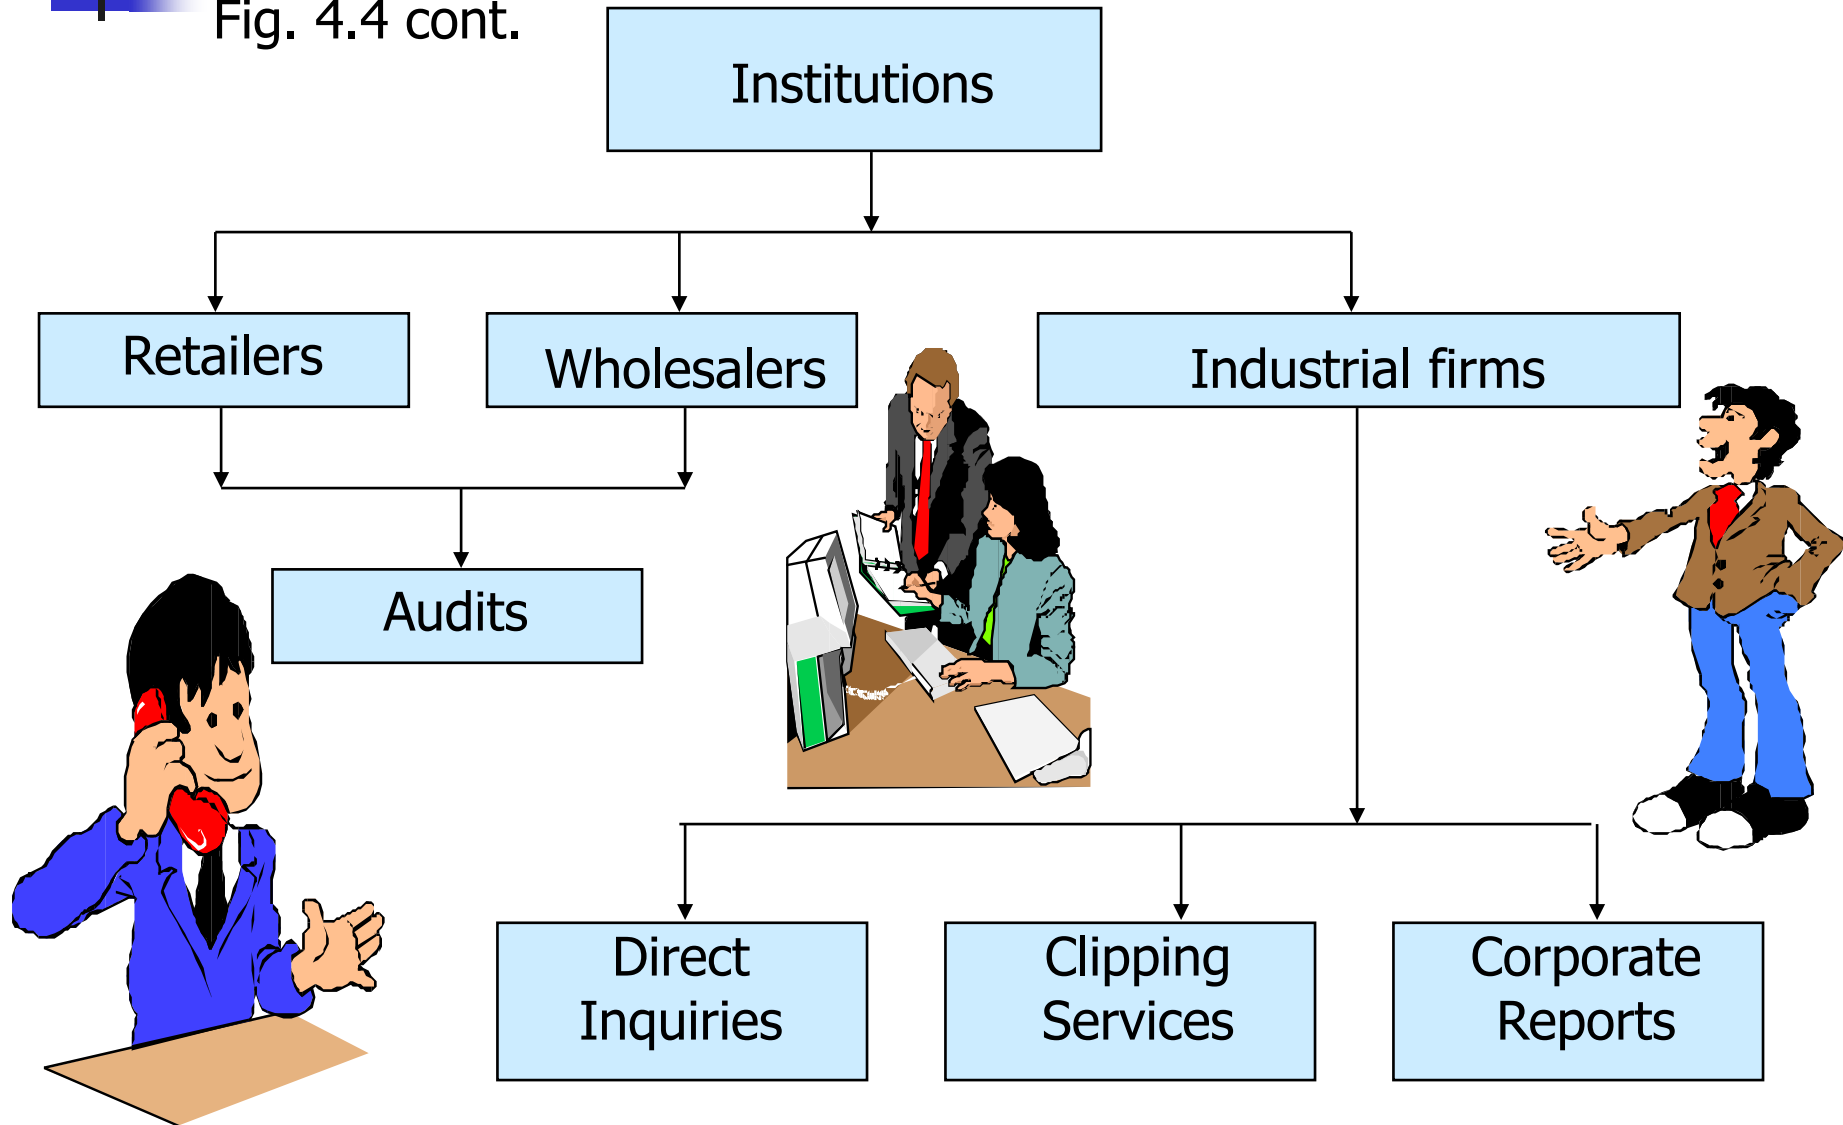 Fig. 4.4 cont.
Institutions
Retailers
Wholesalers
Industrial firms
Audits
Direct
Inquiries
Clipping
Services
Corporate
Reports